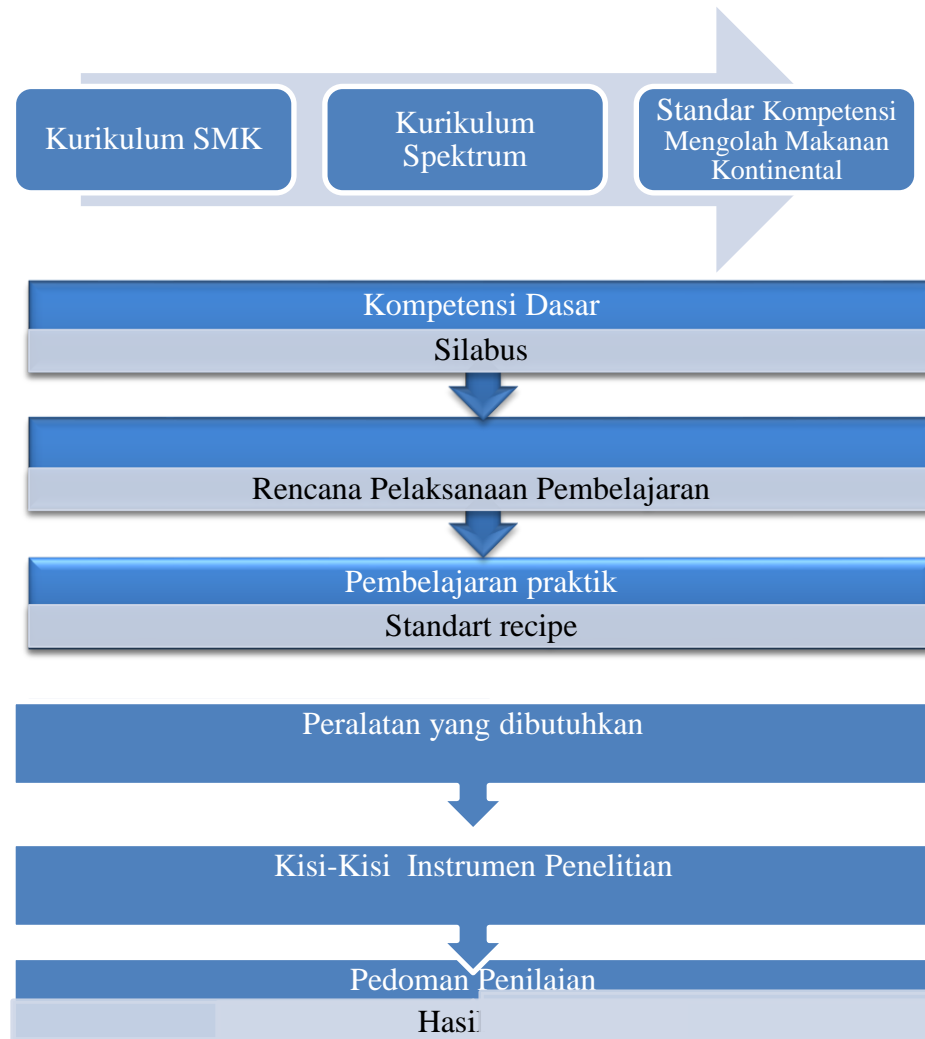 Kurikulum SMK
Kurikulum
Spektrum
Standar Kompetensi
Mengolah Makanan
Kontinental
Kompetensi Dasar
Silabus
Rencana Pelaksanaan Pembelajaran
Pembelajaran praktik
Standart recipe
Peralatan yang dibutuhkan
Kisi-Kisi Instrumen Penelitian
Pedoman Penilaian
Hasil